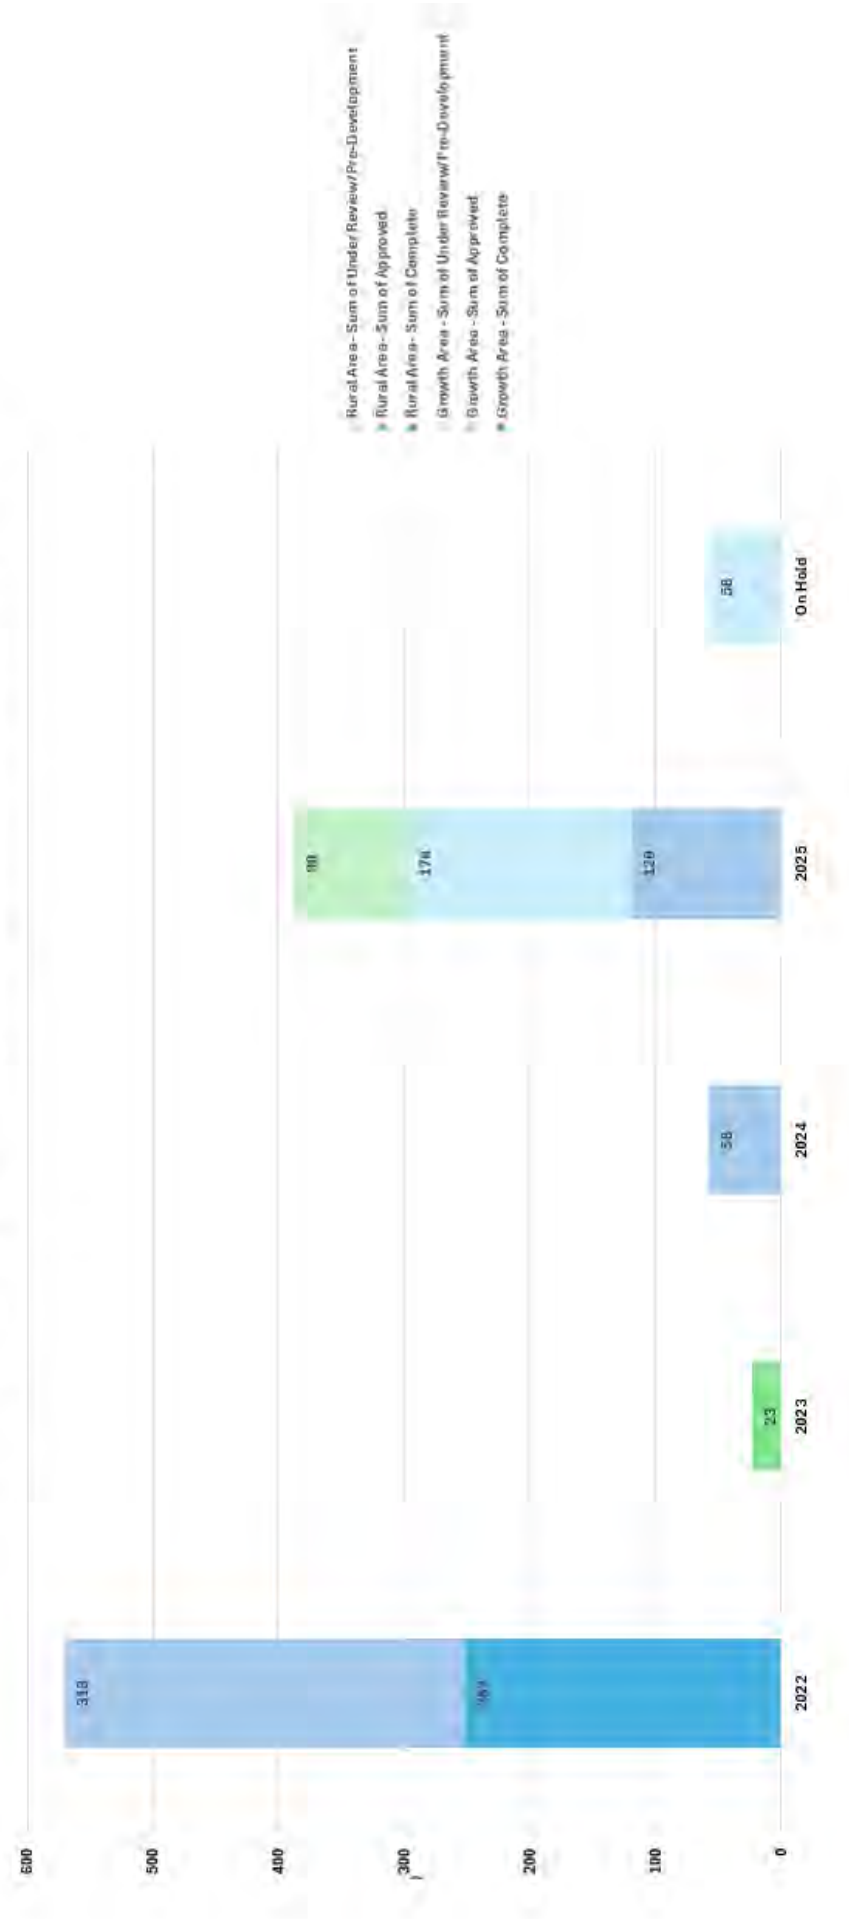 600
500
400
300
200
100
0
318
23
58
176
120
58
2022
2023
2024
2025
On Hold
Rural Area - Sum of Under Review/Pre-Development
Rural Area - Sum of Approved
Rural Area - Sum of Complete
Growth Area - Sum of Under Review/Pre-Development
Growth Area - Sum of Approved
Growth Area - Sum of Complete